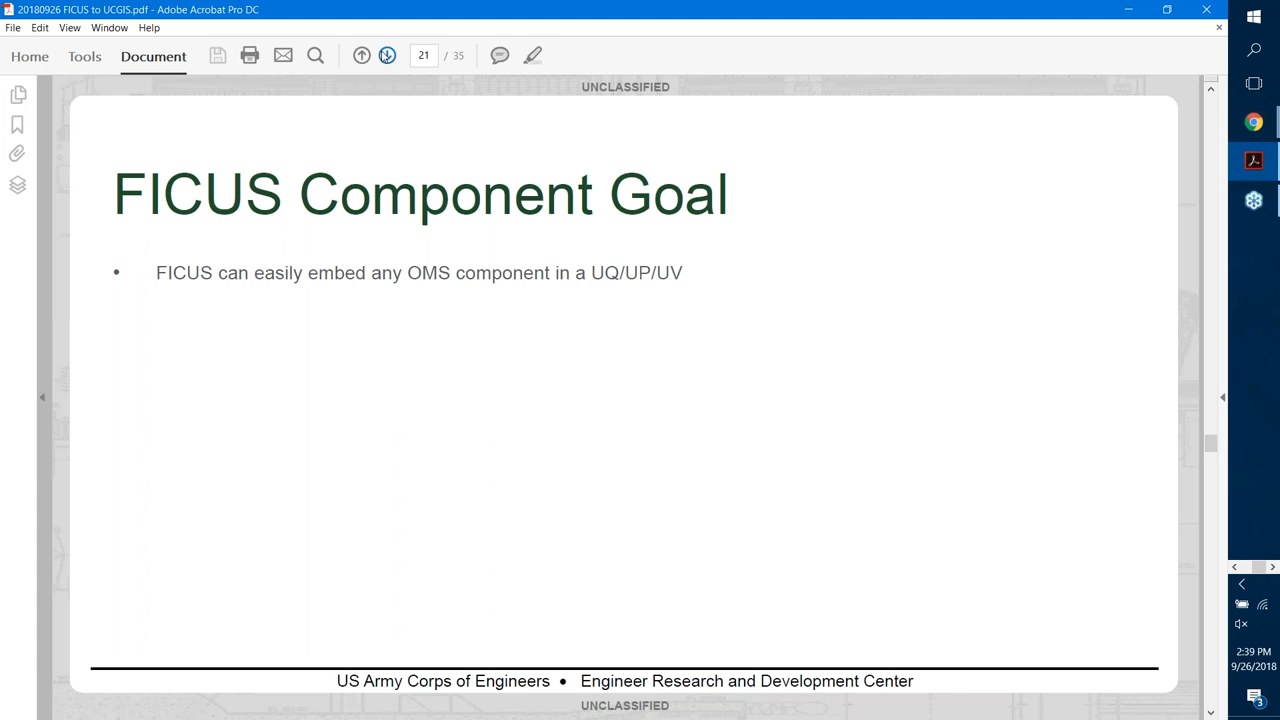 20180926 FICUS to UCGIS.pdf - Adobe Acrobat Pro DC
File Edit View Window Help
Home Tools Document 21 / 35
UNCLASSIFIED
FICUS Component Goal
• FICUS can easily embed any OMS component in a UQ/UP/UV
US Army Corps of Engineers • Engineer Research and Development Center
UNCLASSIFIED
2:39 PM
9/26/2018
3